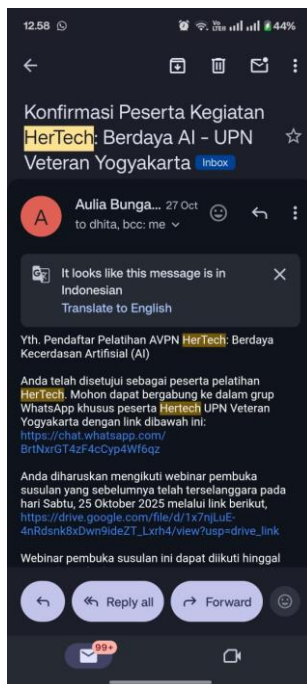 12.58
44%
Konfirmasi Peserta Kegiatan
HerTech: Berdaya AI - UPN
Veteran Yogyakarta Inbox
A
Aulia Bunga... 27 Oct
to dhita, bcc: me
It looks like this message is in
Indonesian
Translate to English
Yth. Pendaftar Pelatihan AVPN HerTech: Berdaya
Kecerdasan Artifisial (AI)
Anda telah disetujui sebagai peserta pelatihan
HerTech. Mohon dapat bergabung ke dalam grup
WhatsApp khusus peserta Hertech UPN Veteran
Yogyakarta dengan link dibawah ini:
https://chat.whatsapp.com/
BrtNxrGT4zF4cCyp4Wf6qz
Anda diharuskan mengikuti webinar pembuka
susulan yang sebelumnya telah terselanggara pada
hari Sabtu, 25 Oktober 2025 melalui link berikut,
https://drive.google.com/file/d/1x7njLuE-
4nRdsnk8xDwn9ideZT_Lxrh4/view?usp=drive_link
Webinar pembuka susulan ini dapat diikuti hinggal
Reply all
Forward
99+